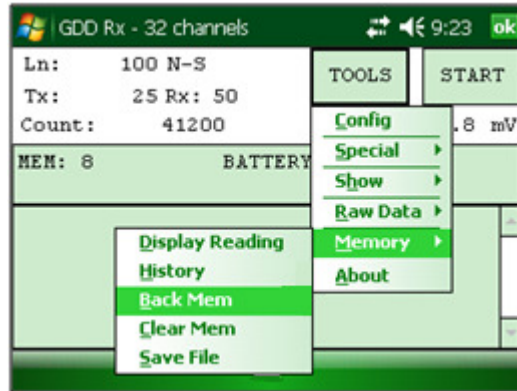 GDD Rx - 32 channels 9:23 ok
Ln: 100 N-S
TOOLS
START
Tx: 25 Rx: 50
Count: 41200
.8 mV
MEM: 8 BATTERY
Config
Special
Show
Raw Data
Memory
About
Display Reading
History
Back Mem
Clear Mem
Save File